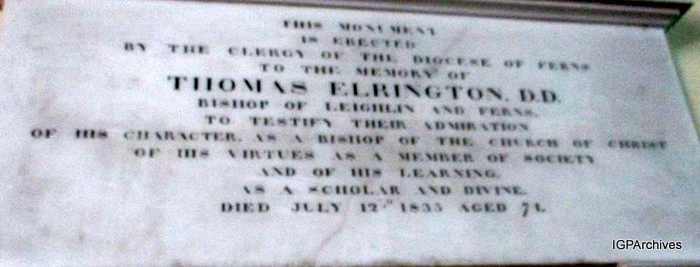 THIS MONUMENT
IS ERECTED
BY THE CLERGY OF THE DIOCESE OF FERNS
TO THE MEMORY OF
THOMAS ELRINGTON, D.D.
BISHOP OF LEIGHLIN AND FERNS,
TO TESTIFY THEIR ADMIRATION
OF HIS CHARACTER, AS A BISHOP OF THE CHURCH OF CHRIST
OF HIS VIRTUES AS A MEMBER OF SOCIETY
AND OF HIS LEARNING,
AS A SCHOLAR AND DIVINE.
DIED JULY 12TH 1835 AGED 74.
IGPArchives